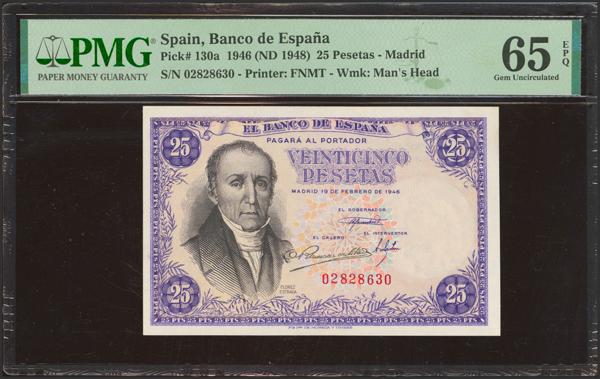 PMG
PAPER MONEY GUARANTY
Spain, Banco de España
Pick# 130a 1946 (ND 1948) 25 Pesetas - Madrid
S/N 02828630 - Printer: FNMT - Wmk: Man's Head
65
EPQ
Gem Uncirculated
EL BANCO DE ESPAÑA
PAGARÁ AL PORTADOR
25
25
VEINTICINCO
PESETAS
MADRID 19 DE FEBRERO DE 1946
EL GOBERNADOR
EL CAJERO
EL INTERVENTOR
02828630
FLOREZ
ESTRADA
25
25